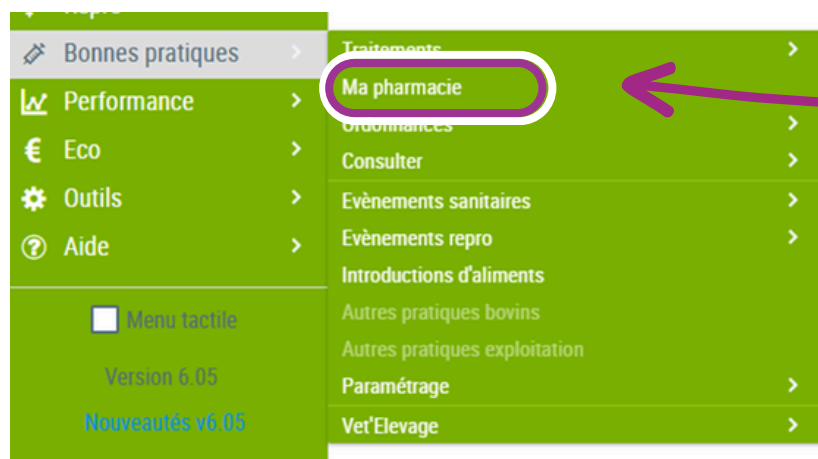 Repro
Bonnes pratiques
Performance
Eco
Outils
Aide
Menu tactile
Version 6.05
Nouveautés v6.05
Traitements
Ma pharmacie
Ordonnances
Consulter
Evènements sanitaires
Evènements repro
Introductions d'aliments
Autres pratiques bovins
Autres pratiques exploitation
Paramétrage
Vet'Elevage